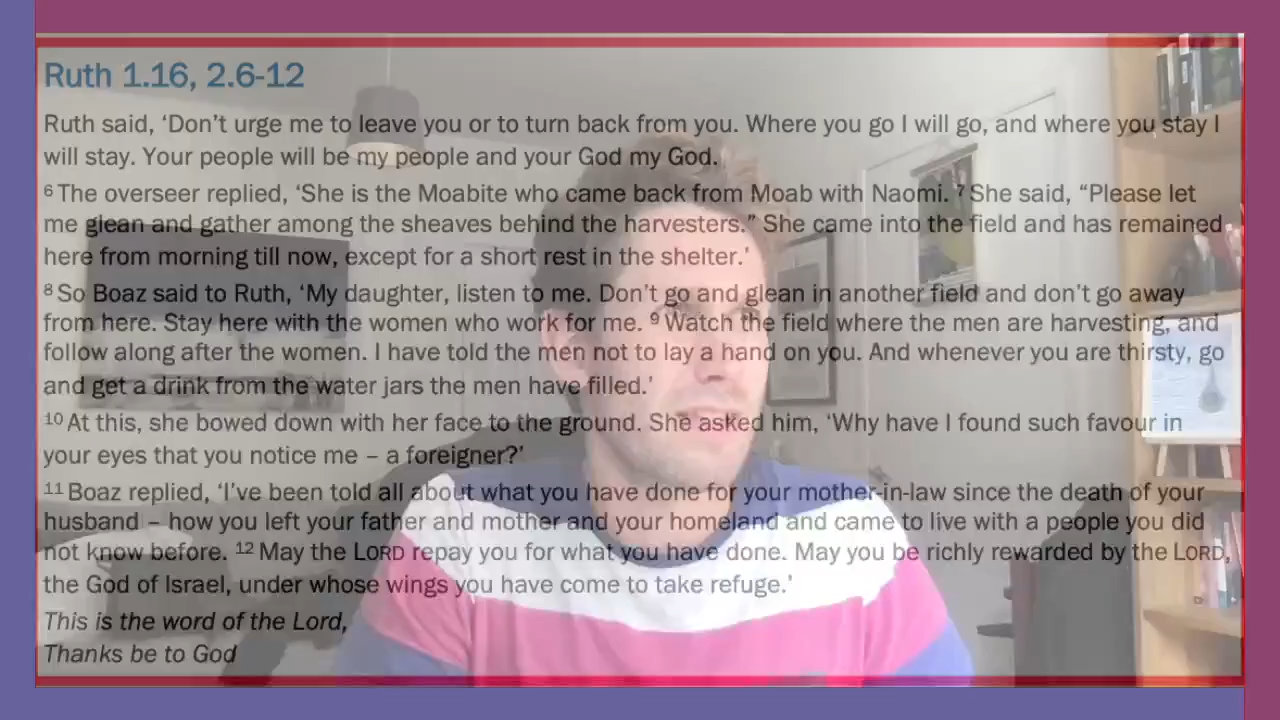 Ruth 1.16, 2.6-12
Ruth said, ‘Don’t urge me to leave you or to turn back from you. Where you go I will go, and where you stay I
will stay. Your people will be my people and your God my God.
⁶ The overseer replied, ‘She is the Moabite who came back from Moab with Naomi. ⁷ She said, “Please let
me glean and gather among the sheaves behind the harvesters.” She came into the field and has remained
here from morning till now, except for a short rest in the shelter.’
⁸ So Boaz said to Ruth, ‘My daughter, listen to me. Don’t go and glean in another field and don’t go away
from here. Stay here with the women who work for me. ⁹ Watch the field where the men are harvesting, and
follow along after the women. I have told the men not to lay a hand on you. And whenever you are thirsty, go
and get a drink from the water jars the men have filled.’
¹⁰ At this, she bowed down with her face to the ground. She asked him, ‘Why have I found such favour in
your eyes that you notice me – a foreigner?’
¹¹ Boaz replied, ‘I’ve been told all about what you have done for your mother-in-law since the death of your
husband – how you left your father and mother and your homeland and came to live with a people you did
not know before. ¹² May the LORD repay you for what you have done. May you be richly rewarded by the LORD,
the God of Israel, under whose wings you have come to take refuge.’
This is the word of the Lord,
Thanks be to God